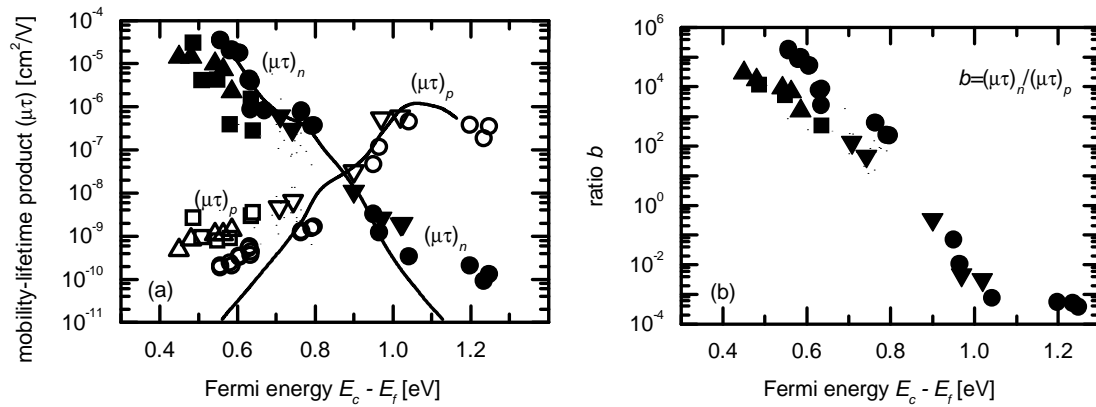 10^-4
10^-5
10^-6
10^-7
10^-8
10^-9
10^-10
10^-11
mobility-lifetime product (μτ) [cm²/V]
(μτ)n
(μτ)p
(μτ)p
(μτ)n
(a)
0.4 0.6 0.8 1.0 1.2
Fermi energy Ec - Ef [eV]
10^6
10^4
10^2
10^0
10^-2
10^-4
ratio b
b=(μτ)n/(μτ)p
(b)
0.4 0.6 0.8 1.0 1.2
Fermi energy Ec - Ef [eV]